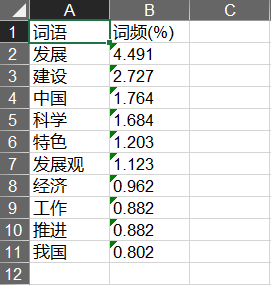 A B C
1 词语 词频(%)
2 发展 4.491
3 建设 2.727
4 中国 1.764
5 科学 1.684
6 特色 1.203
7 发展观 1.123
8 经济 0.962
9 工作 0.882
10 推进 0.882
11 我国 0.802
12